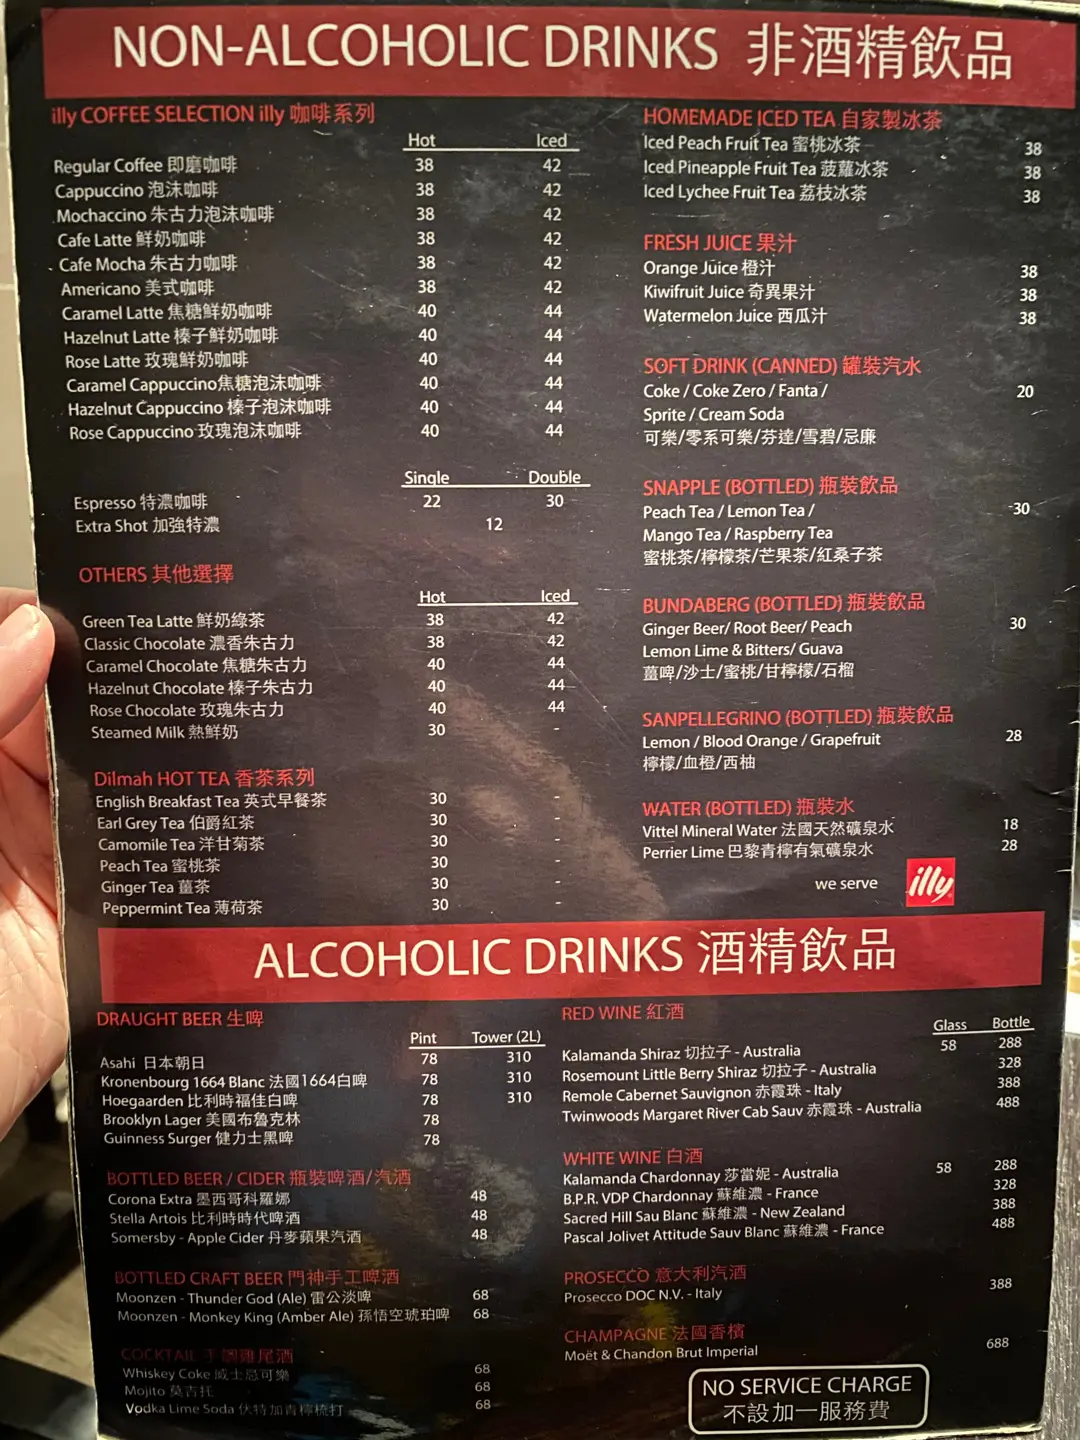 NON-ALCOHOLIC DRINKS 非酒精飲品
illy COFFEE SELECTION illy 咖啡系列
Hot Iced
Regular Coffee 即磨咖啡 38 42
Cappuccino 泡沫咖啡 38 42
Mochaccino 朱古力泡沫咖啡 38 42
Cafe Latte 鮮奶咖啡 38 42
Cafe Mocha 朱古力咖啡 38 42
Americano 美式咖啡 38 42
Caramel Latte 焦糖鮮奶咖啡 40 44
Hazelnut Latte 榛子鮮奶咖啡 40 44
Rose Latte 玫瑰鮮奶咖啡 40 44
Caramel Cappuccino焦糖泡沫咖啡 40 44
Hazelnut Cappuccino 榛子泡沫咖啡 40 44
Rose Cappuccino 玫瑰泡沫咖啡 40 44
Single Double
Espresso 特濃咖啡 22 30
Extra Shot 加強特濃 12
OTHERS 其他選擇
Hot Iced
Green Tea Latte 鮮奶綠茶 38 42
Classic Chocolate 濃香朱古力 38 42
Caramel Chocolate 焦糖朱古力 40 44
Hazelnut Chocolate 榛子朱古力 40 44
Rose Chocolate 玫瑰朱古力 40 44
Steamed Milk 熱鮮奶 30 -
Dilmah HOT TEA 香茶系列
English Breakfast Tea 英式早餐茶 30 -
Earl Grey Tea 伯爵紅茶 30 -
Camomile Tea 洋甘菊茶 30 -
Peach Tea 蜜桃茶 30 -
Ginger Tea 薑茶 30 -
Peppermint Tea 薄荷茶 30 -
HOMEMADE ICED TEA 自家製冰茶
Iced Peach Fruit Tea 蜜桃冰茶 38
Iced Pineapple Fruit Tea 菠蘿冰茶 38
Iced Lychee Fruit Tea 荔枝冰茶 38
FRESH JUICE 果汁
Orange Juice 橙汁 38
Kiwifruit Juice 奇異果汁 38
Watermelon Juice 西瓜汁 38
SOFT DRINK (CANNED) 罐裝汽水
Coke / Coke Zero / Fanta / 20
Sprite / Cream Soda
可樂/零系可樂/芬達/雪碧/忌廉
SNAPPLE (BOTTLED) 瓶裝飲品
Peach Tea / Lemon Tea / 30
Mango Tea / Raspberry Tea
蜜桃茶/檸檬茶/芒果茶/紅桑子茶
BUNDABERG (BOTTLED) 瓶裝飲品
Ginger Beer/ Root Beer/ Peach 30
Lemon Lime & Bitters/ Guava
薑啤/沙士/蜜桃/甘檸檬/石榴
SANPELLEGRINO (BOTTLED) 瓶裝飲品
Lemon / Blood Orange / Grapefruit 28
檸檬/血橙/西柚
WATER (BOTTLED) 瓶裝水
Vittel Mineral Water 法國天然礦泉水 18
Perrier Lime 巴黎青檸有氣礦泉水 28
we serve illy
ALCOHOLIC DRINKS 酒精飲品
DRAUGHT BEER 生啤
Pint Tower (2L)
Asahi 日本朝日 78 310
Kronenbourg 1664 Blanc 法國1664白啤 78 310
Hoegaarden 比利時福佳白啤 78 310
Brooklyn Lager 美國布魯克林 78
Guinness Surger 健力士黑啤 78
BOTTLED BEER / CIDER 瓶裝啤酒/汽酒
Corona Extra 墨西哥科羅娜 48
Stella Artois 比利時時代啤酒 48
Somersby - Apple Cider 丹麥蘋果汽酒 48
BOTTLED CRAFT BEER 門神手工啤酒
Moonzen - Thunder God (Ale) 雷公淡啤 68
Moonzen - Monkey King (Amber Ale) 孫悟空琥珀啤 68
COCKTAIL 手調雞尾酒
Whiskey Coke 威士忌可樂 68
Mojito 莫吉托 68
Vodka Lime Soda 伏特加青檸梳打 68
RED WINE 紅酒
Glass Bottle
Kalamanda Shiraz 切拉子 - Australia 58 288
Rosemount Little Berry Shiraz 切拉子 - Australia 328
Remole Cabernet Sauvignon 赤霞珠 - Italy 388
Twinwoods Margaret River Cab Sauv 赤霞珠 - Australia 488
WHITE WINE 白酒
Kalamanda Chardonnay 莎當妮 - Australia 58 288
B.P.R. VDP Chardonnay 蘇維濃 - France 328
Sacred Hill Sau Blanc 蘇維濃 - New Zealand 388
Pascal Jolivet Attitude Sauv Blanc 蘇維濃 - France 488
PROSECCO 意大利汽酒
Prosecco DOC N.V. - Italy 388
CHAMPAGNE 法國香檳
Moët & Chandon Brut Imperial 688
NO SERVICE CHARGE
不設加一服務費